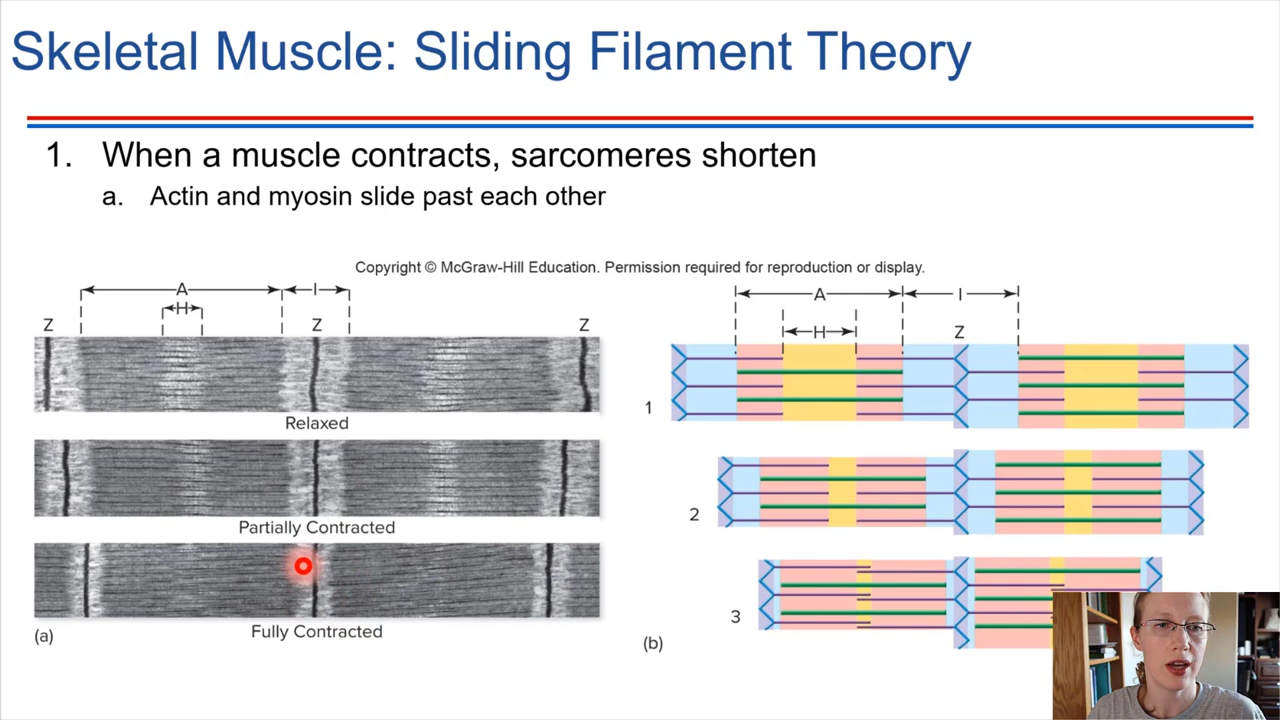 Skeletal Muscle: Sliding Filament Theory
1. When a muscle contracts, sarcomeres shorten
a. Actin and myosin slide past each other
Copyright © McGraw-Hill Education. Permission required for reproduction or display.
A I
H
Z Z Z
Relaxed
Partially Contracted
Fully Contracted
(a)
A I
H Z
1
2
3
(b)